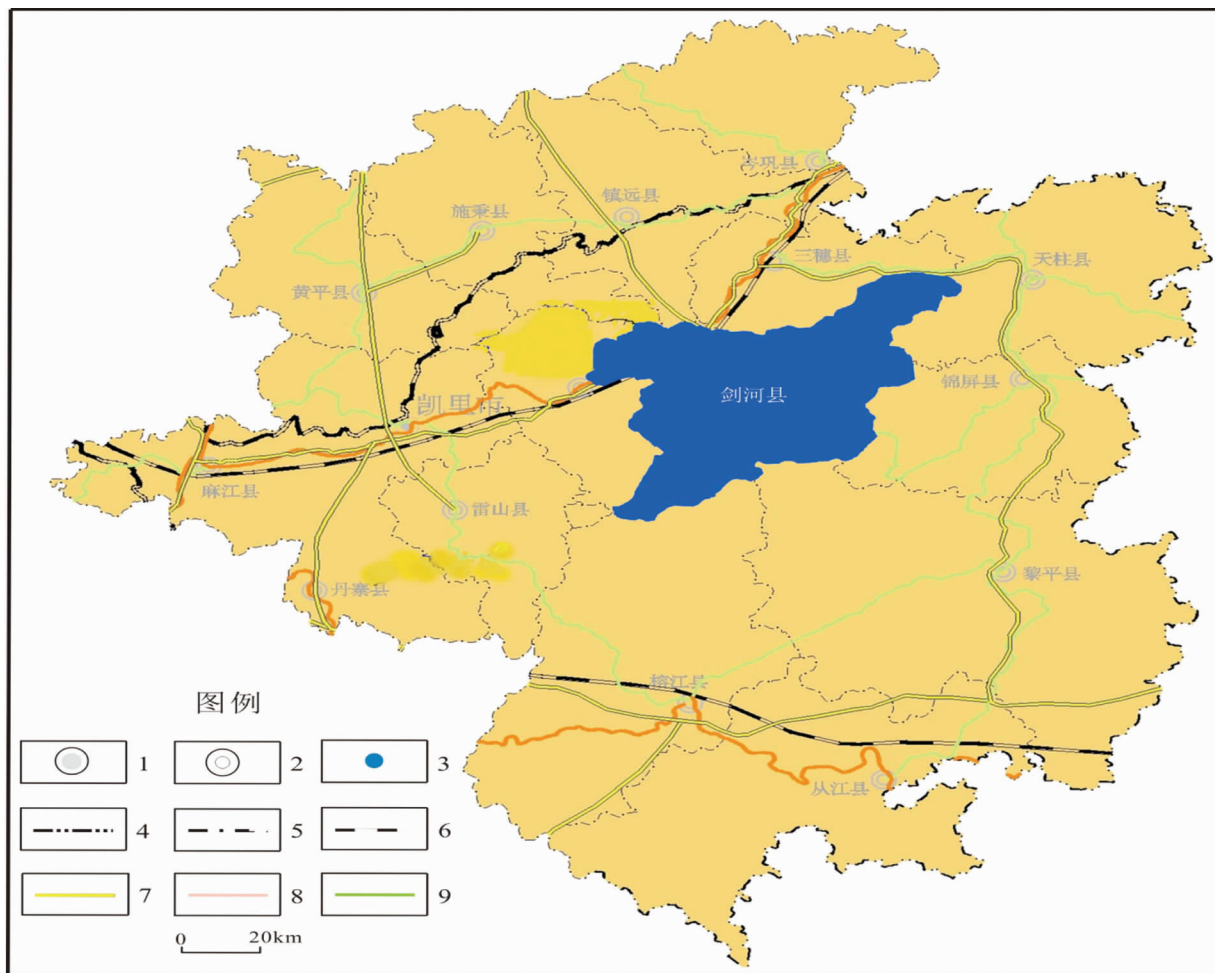 岑巩县
镇远县
施秉县
三穗县
天柱县
黄平县
锦屏县
剑河县
凯里市
麻江县
雷山县
丹寨县
黎平县
榕江县
从江县
图例
1
2
3
4
5
6
7
8
9
0 20km